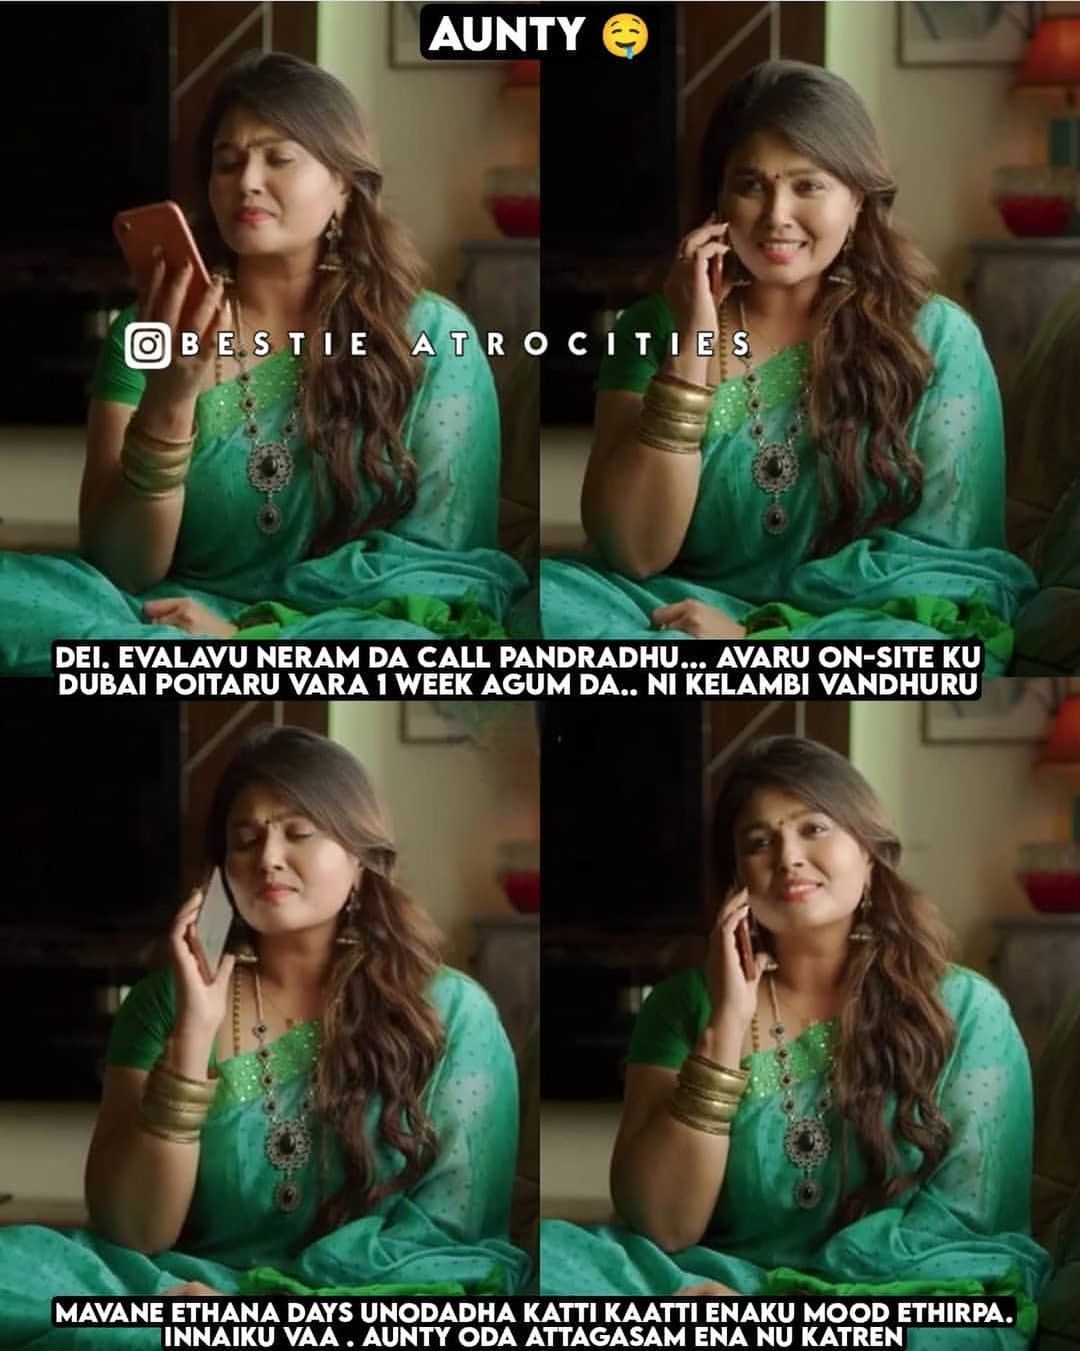 AUNTY 🤤
BESTIE ATROCITIES
DEI. EVALAVU NERAM DA CALL PANDRADHU... AVARU ON-SITE KU
DUBAI POITARU VARA 1 WEEK AGUM DA.. NI KELAMBI VANDHURU
MAVANE ETHANA DAYS UNODADHA KATTI KAATTI ENAKU MOOD ETHIRPA.
INNAIKU VAA . AUNTY ODA ATTAGASAM ENA NU KATREN